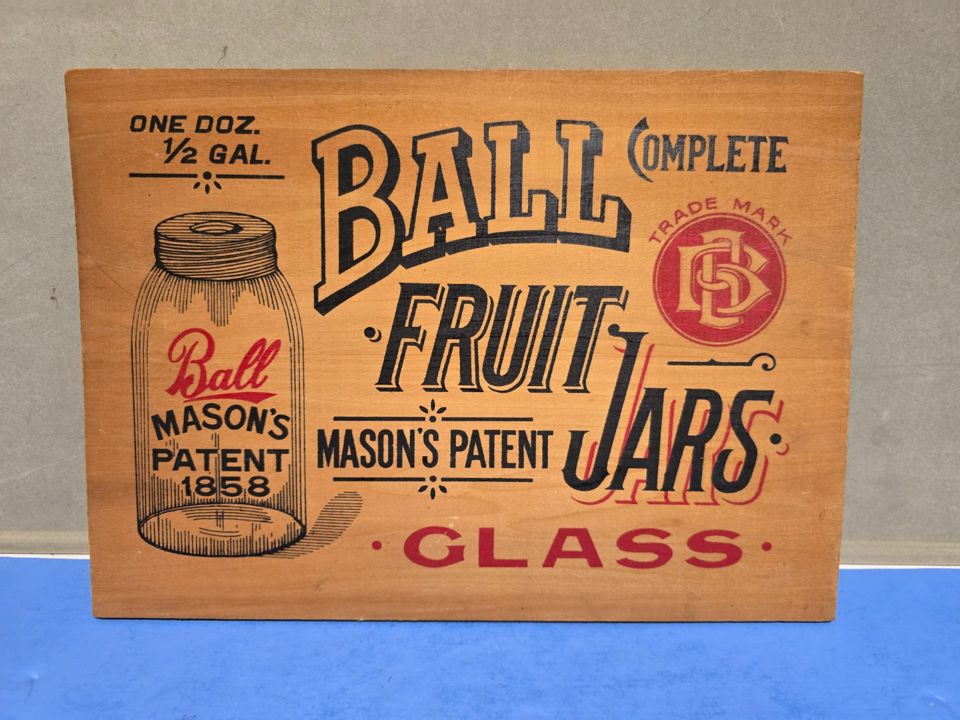 ONE DOZ.
½ GAL.
BALL
COMPLETE
TRADE MARK
FRUIT
JARS
Ball
MASON'S
PATENT
1858
MASON'S PATENT
GLASS